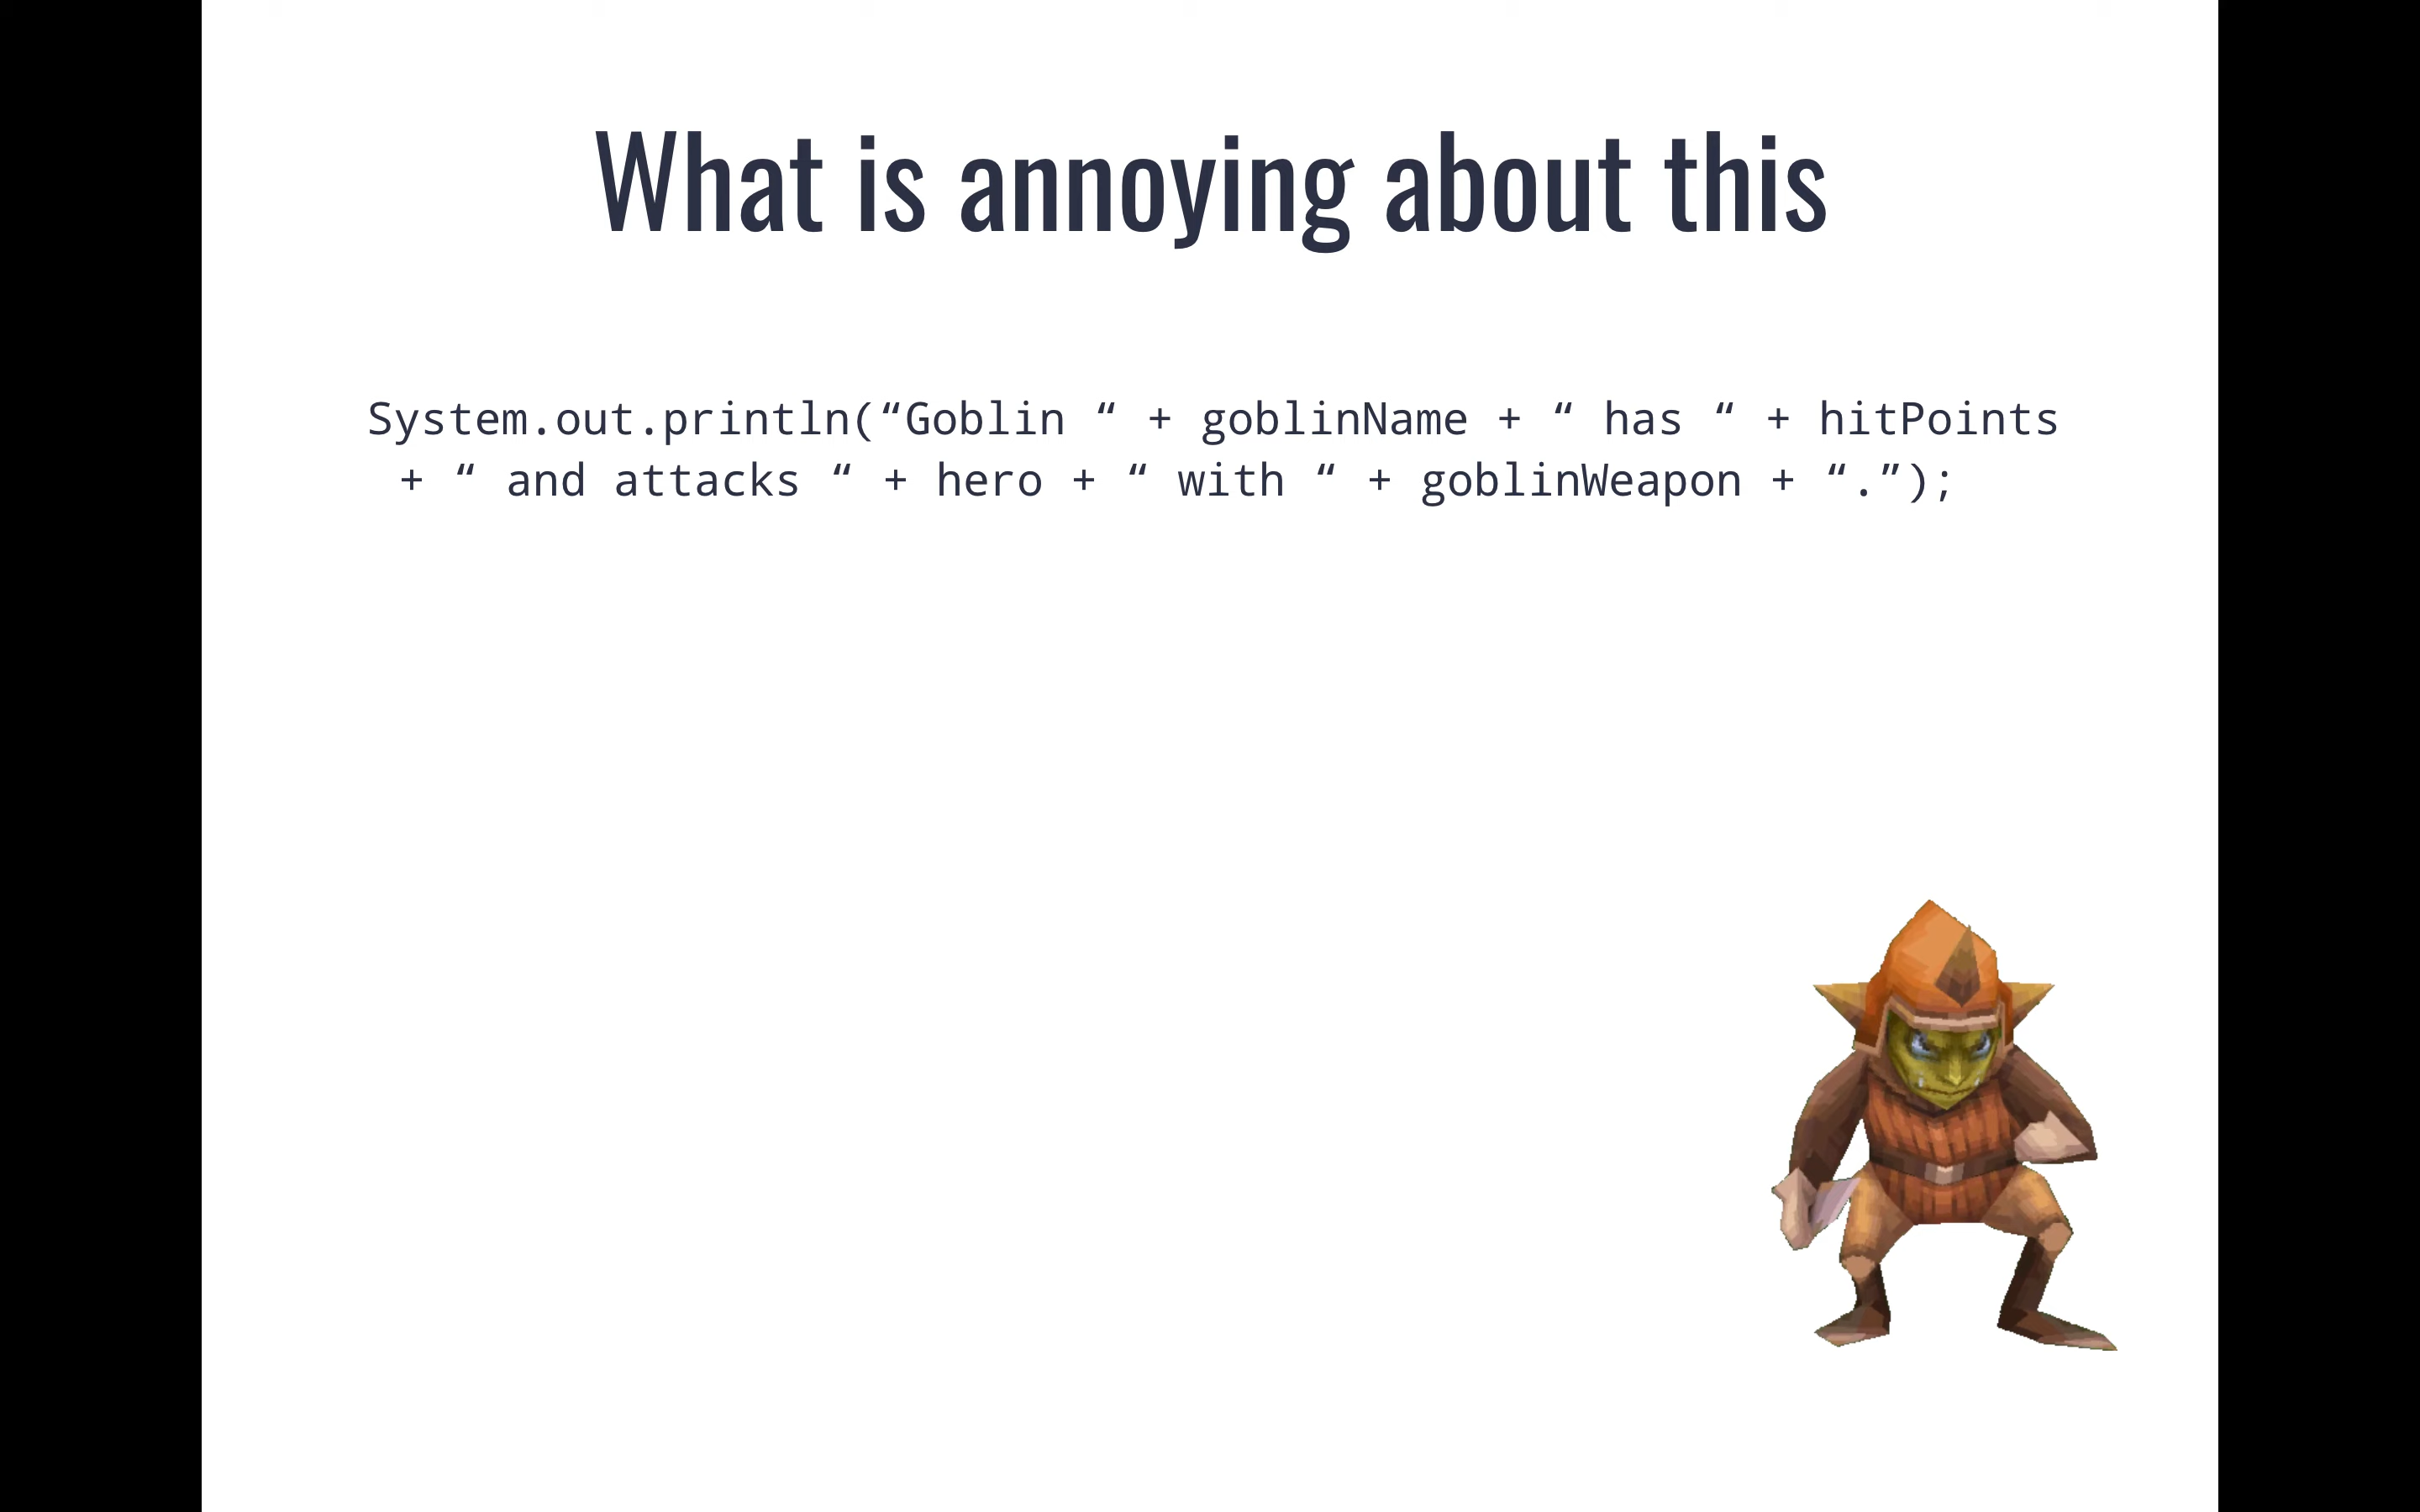 What is annoying about this
System.out.println(“Goblin “ + goblinName + “ has “ + hitPoints
+ “ and attacks “ + hero + “ with “ + goblinWeapon + “.”);